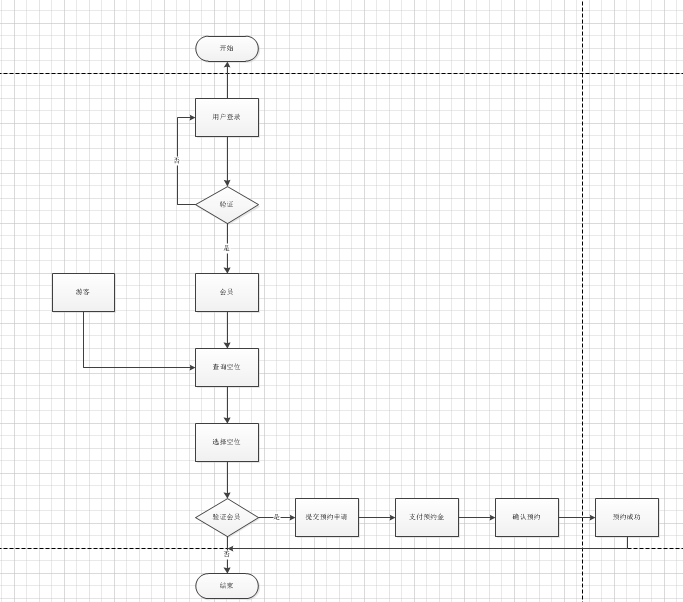 开始
用户登录
否
验证
是
游客
会员
查询空位
选择空位
验证会员
是
提交预约申请
支付预约金
确认预约
预约成功
否
结束